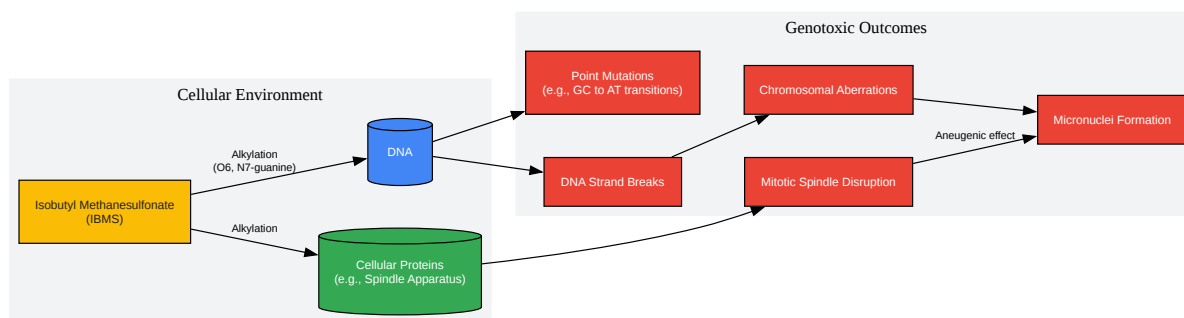 Genotoxic Outcomes
Cellular Environment
Isobutyl Methanesulfonate
(IBMS)
Alkylation
(O6, N7-guanine)
Alkylation
DNA
Cellular Proteins
(e.g., Spindle Apparatus)
Point Mutations
(e.g., GC to AT transitions)
DNA Strand Breaks
Chromosomal Aberrations
Mitotic Spindle Disruption
Aneugenic effect
Micronuclei Formation